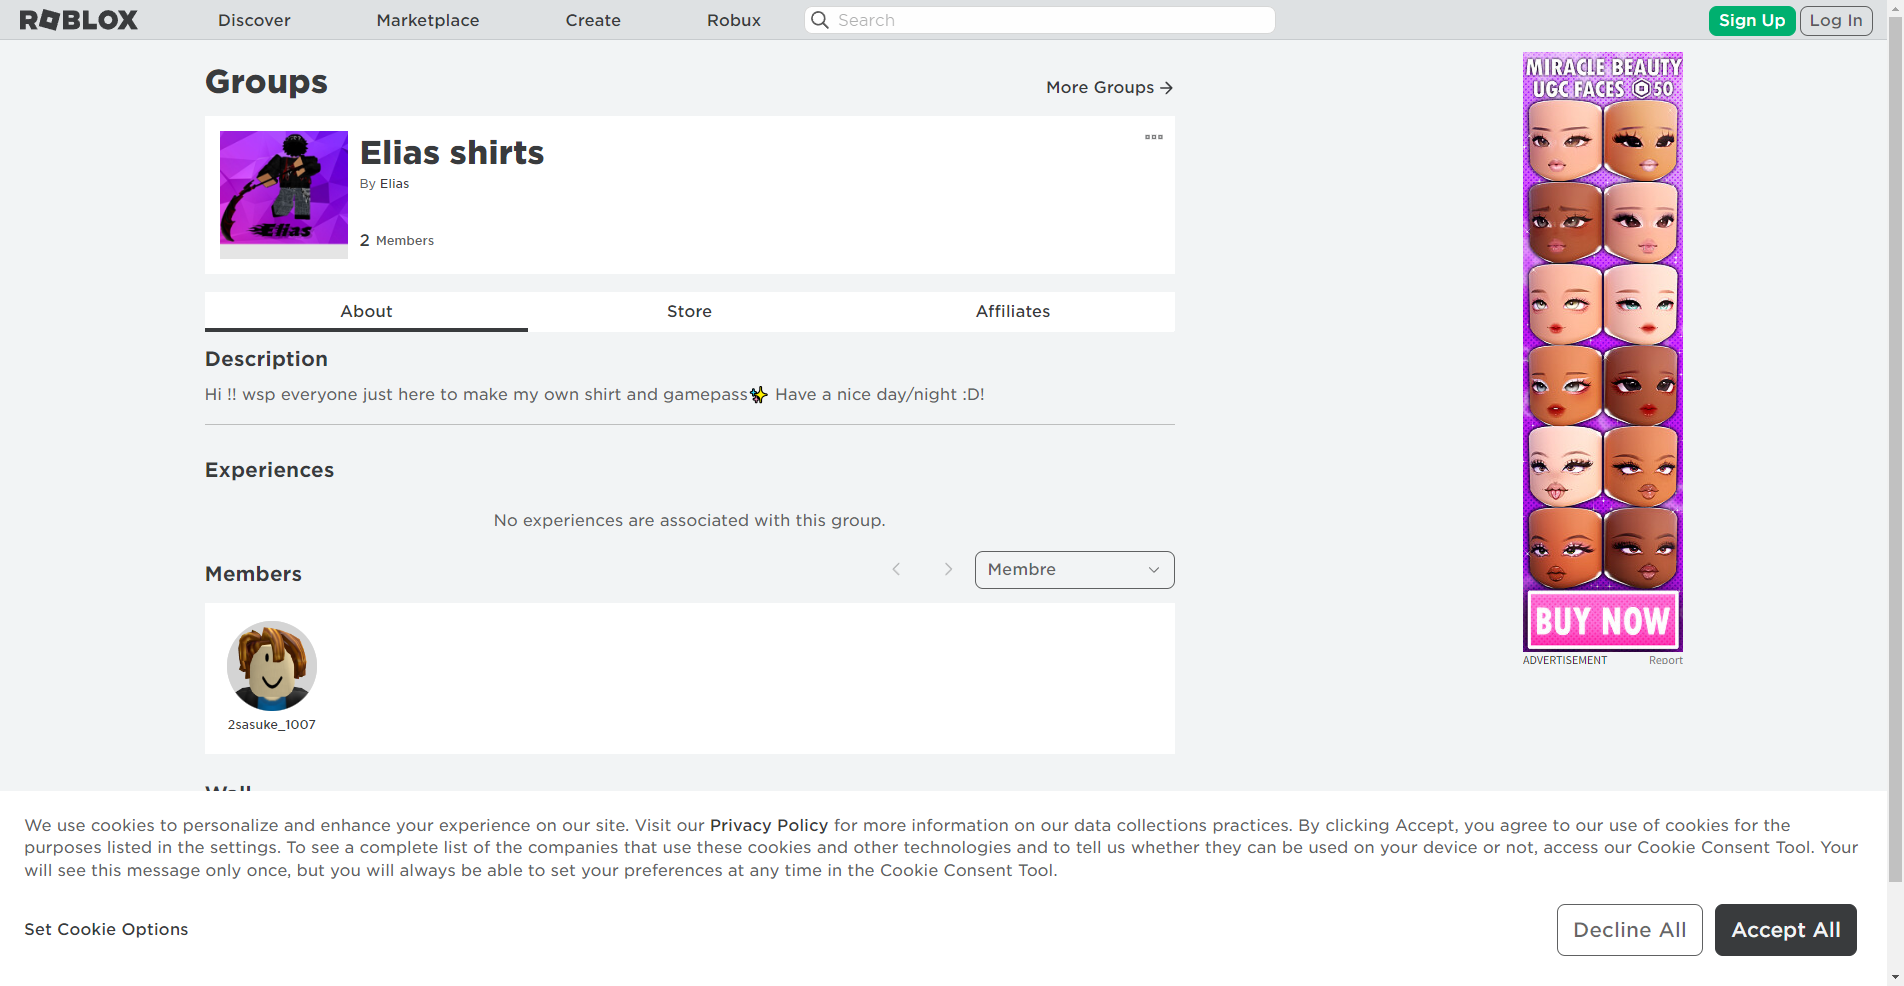 ROBLOX Discover Marketplace Create Robux Search Sign Up Log In
Groups
More Groups
Elias shirts
By Elias
2 Members
Elias
About Store Affiliates
Description
Hi !! wsp everyone just here to make my own shirt and gamepass✨ Have a nice day/night :D!
Experiences
No experiences are associated with this group.
Members
Membre
2sasuke_1007
Wall
MIRACLE BEAUTY
UGC FACES 50
BUY NOW
ADVERTISEMENT Report
We use cookies to personalize and enhance your experience on our site. Visit our Privacy Policy for more information on our data collections practices. By clicking Accept, you agree to our use of cookies for the
purposes listed in the settings. To see a complete list of the companies that use these cookies and other technologies and to tell us whether they can be used on your device or not, access our Cookie Consent Tool. Your
will see this message only once, but you will always be able to set your preferences at any time in the Cookie Consent Tool.
Set Cookie Options
Decline All
Accept All